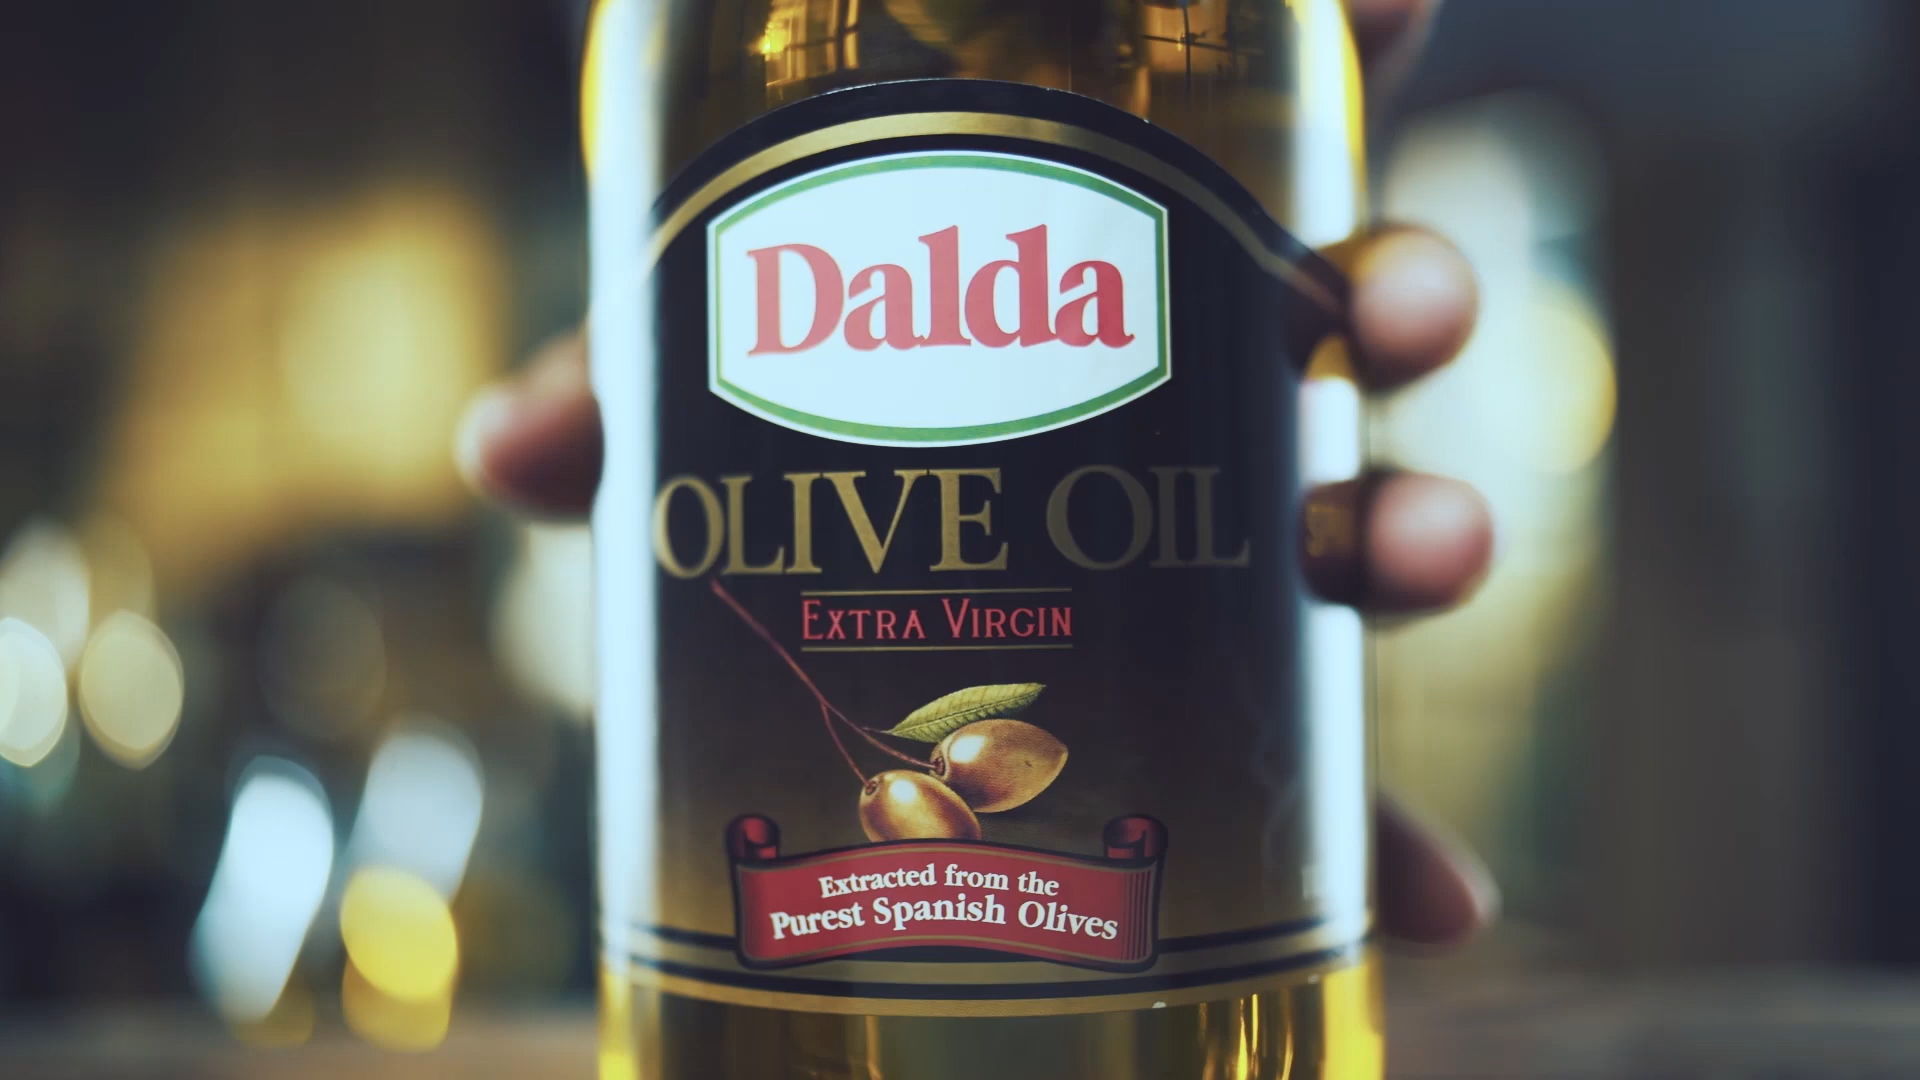 Dalda
OLIVE OIL
EXTRA VIRGIN
Extracted from the
Purest Spanish Olives